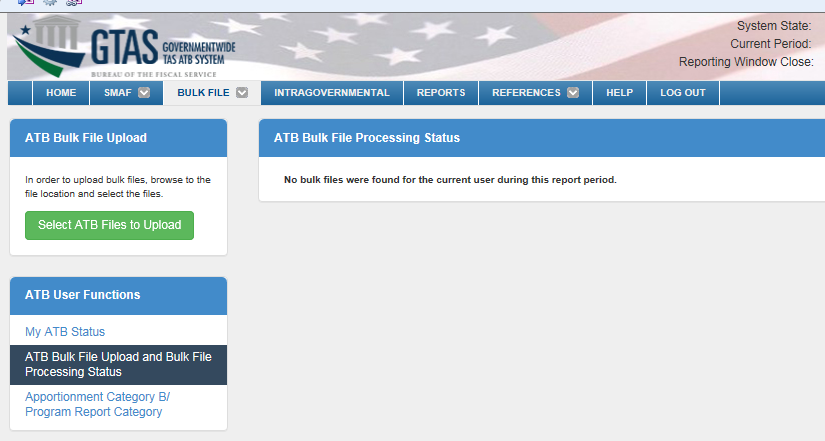 System State:
Current Period:
Reporting Window Close:
GTAS GOVERNMENTWIDE
TAS ATB SYSTEM
BUREAU OF THE FISCAL SERVICE
HOME SMAF BULK FILE INTRAGOVERNMENTAL REPORTS REFERENCES HELP LOG OUT
ATB Bulk File Upload
In order to upload bulk files, browse to the
file location and select the files.
Select ATB Files to Upload
ATB Bulk File Processing Status
No bulk files were found for the current user during this report period.
ATB User Functions
My ATB Status
ATB Bulk File Upload and Bulk File
Processing Status
Apportionment Category B/
Program Report Category